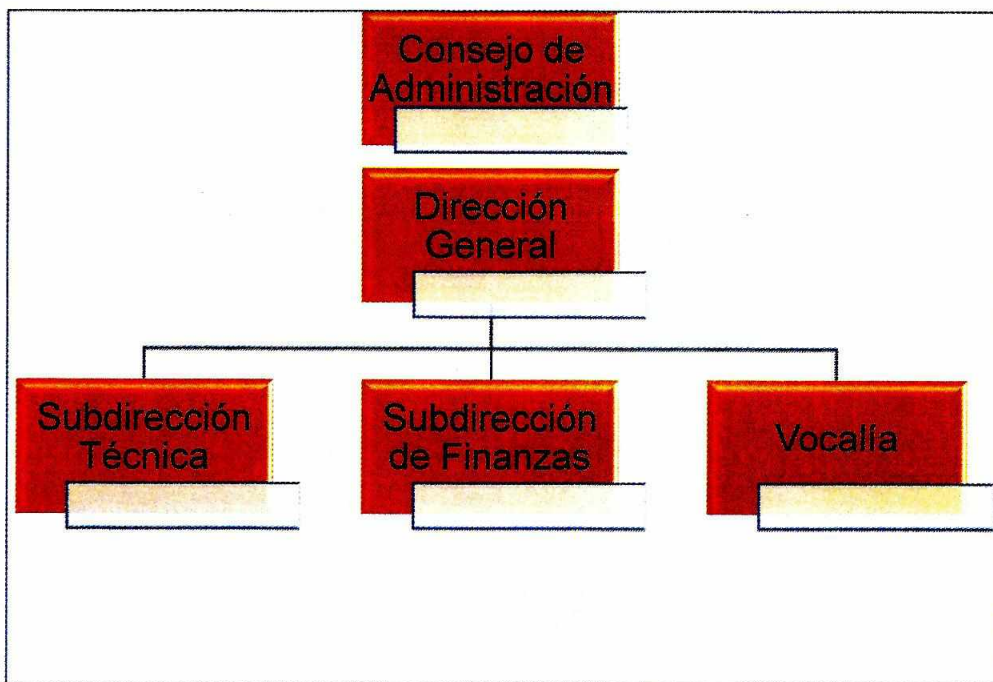 Consejo de
Administración
Dirección
General
Subdirección
Técnica
Subdirección
de Finanzas
Vocalía